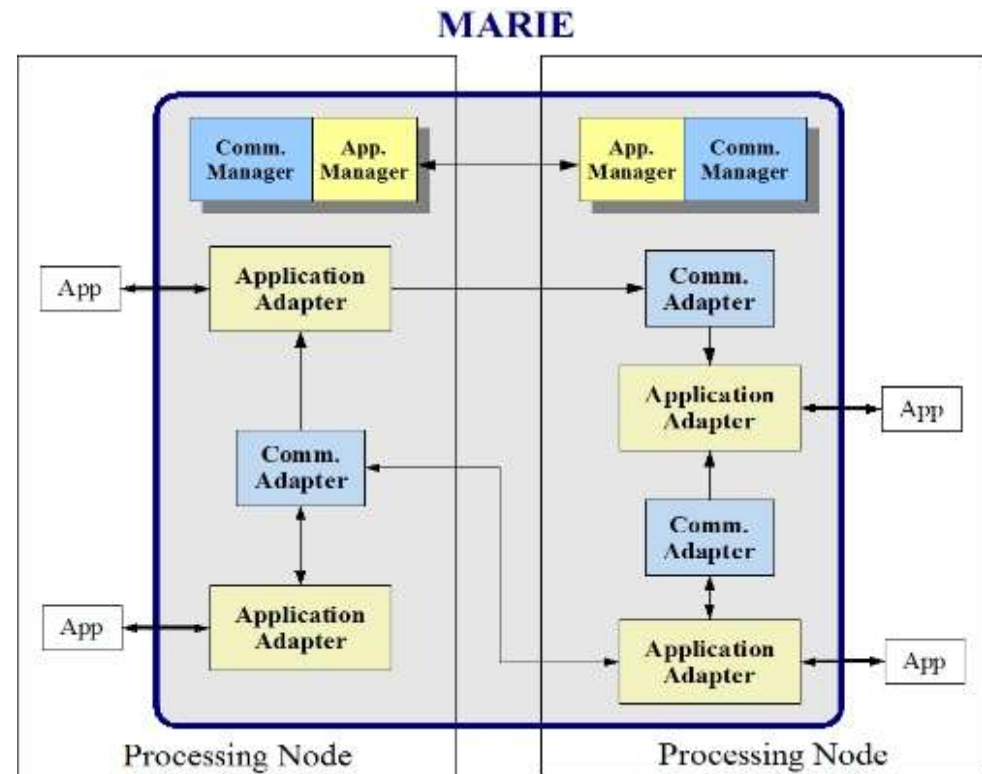 MARIE
Comm.
Manager
App.
Manager
App.
Manager
Comm.
Manager
App
Application
Adapter
Comm.
Adapter
Application
Adapter
App
Comm.
Adapter
Comm.
Adapter
App
Application
Adapter
Application
Adapter
App
Processing Node
Processing Node